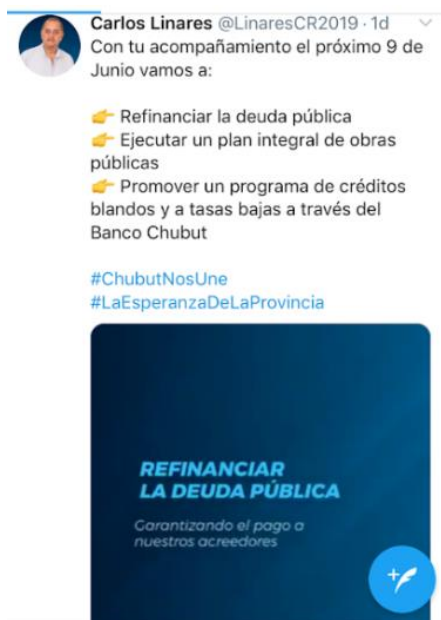 Carlos Linares @LinaresCR2019 · 1d
Con tu acompañamiento el próximo 9 de
Junio vamos a:
👉 Refinanciar la deuda pública
👉 Ejecutar un plan integral de obras
públicas
👉 Promover un programa de créditos
blandos y a tasas bajas a través del
Banco Chubut
#ChubutNosUne
#LaEsperanzaDeLaProvincia
REFINANCIAR
LA DEUDA PÚBLICA
Garantizando el pago a
nuestros acreedores